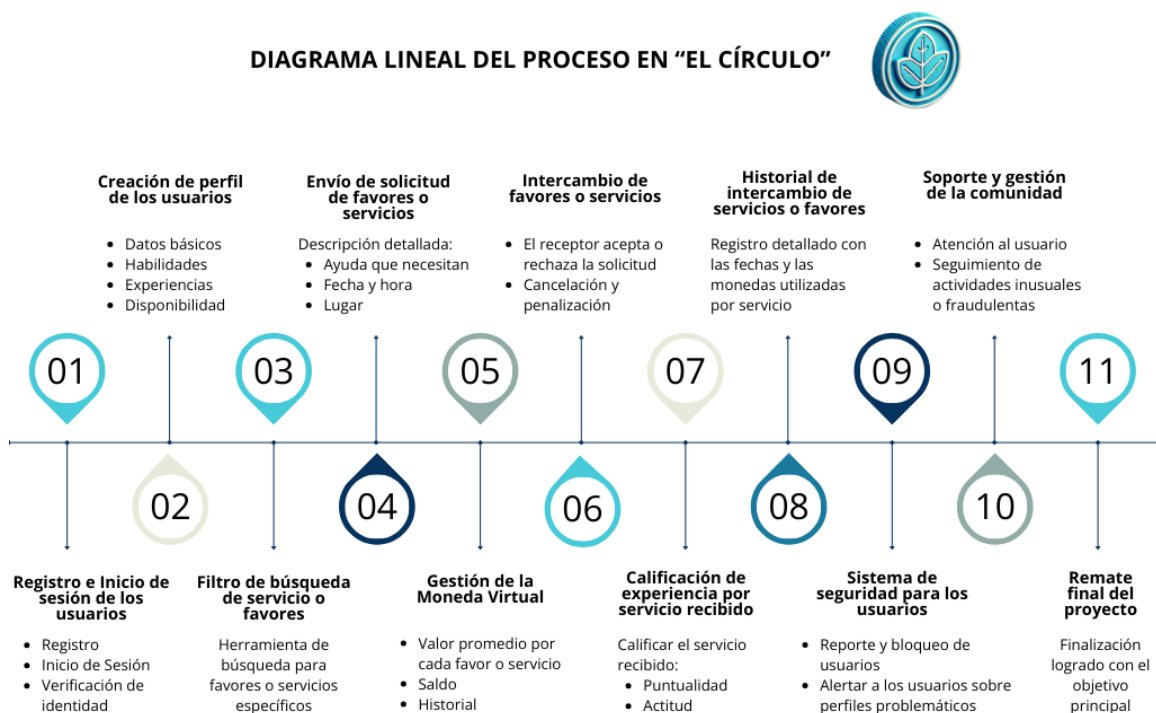 DIAGRAMA LINEAL DEL PROCESO EN “EL CÍRCULO”
Creación de perfil
de los usuarios
• Datos básicos
• Habilidades
• Experiencias
• Disponibilidad
Envío de solicitud
de favores o
servicios
Descripción detallada:
• Ayuda que necesitan
• Fecha y hora
• Lugar
Intercambio de
favores o servicios
• El receptor acepta o
rechaza la solicitud
• Cancelación y
penalización
Historial de
intercambio de
servicios o favores
Registro detallado con
las fechas y las
monedas utilizadas
por servicio
Soporte y gestión
de la comunidad
• Atención al usuario
• Seguimiento de
actividades inusuales
o fraudulentas
01
03
05
07
09
11
02
04
06
08
10
Registro e Inicio de
sesión de los
usuarios
• Registro
• Inicio de Sesión
• Verificación de
identidad
Filtro de búsqueda
de servicio o
favores
Herramienta de
búsqueda para
favores o servicios
específicos
Gestión de la
Moneda Virtual
• Valor promedio por
cada favor o servicio
• Saldo
• Historial
Calificación de
experiencia por
servicio recibido
Calificar el servicio
recibido:
• Puntualidad
• Actitud
Sistema de
seguridad para los
usuarios
• Reporte y bloqueo de
usuarios
• Alertar a los usuarios sobre
perfiles problemáticos
Remate
final del
proyecto
Finalización
logrado con el
objetivo
principal